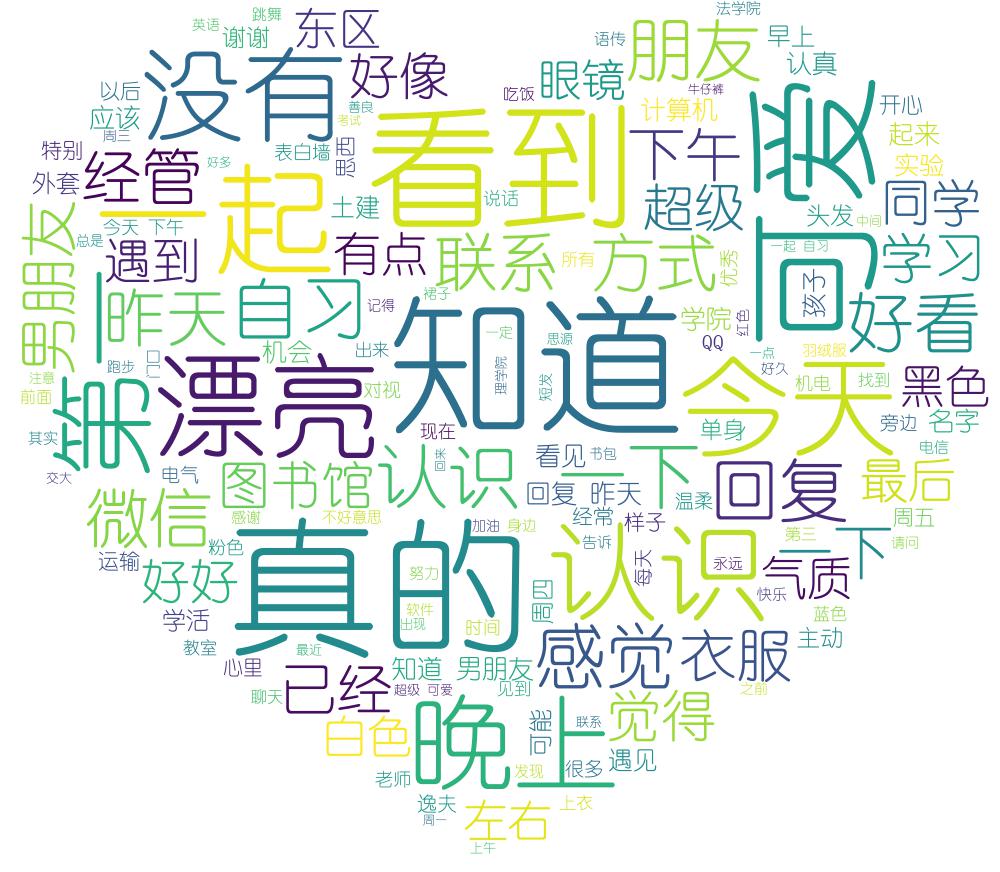 跳舞
法学院
英语
谢谢
东区
朋友
语传
早上
没有
好像
眼镜
认真
以后
吃饭
牛仔裤
善良
应该
计算机
开心
看到
考试
周三
下午
起来
特别
表白墙
思西
经管
好多
实验
外套
超级
同学
一起
说话
土建
头发
中间
男朋友
今天 下午
总是
遇到
有点
联系 方式
所有
优秀
一起 自习
学习
昨天
自习
孩子
裙子
记得
好看
知道
学院
红色
一定
思源
QQ
机会
出来
口汇
跑步
一点
羽绒服
漂亮
理学院
短发
今天
好久
机电
找到
黑色
注意
对视
前面
旁边
名字
现在
单身
其实
电信
图书馆
认识
回来
看见
书包
一下
回复
最后
交大
电气
微信
回复 昨天
温柔
感谢
不好意思
经常
样子
周五
加油
身边
第三
真的
认识
告诉
一下
请问
粉色
运输
好好
永远
每天
气质
努力
快乐
学活
软件
出现
时间
周四
蓝色
感觉
衣服
主动
教室
最近
心里
已经
知道 男朋友
聊天
超级 可爱
见到
之前
晚上
觉得
白色
可能
联系
遇见
老师
发现
很多
逸夫
左右
上衣
周一
上午